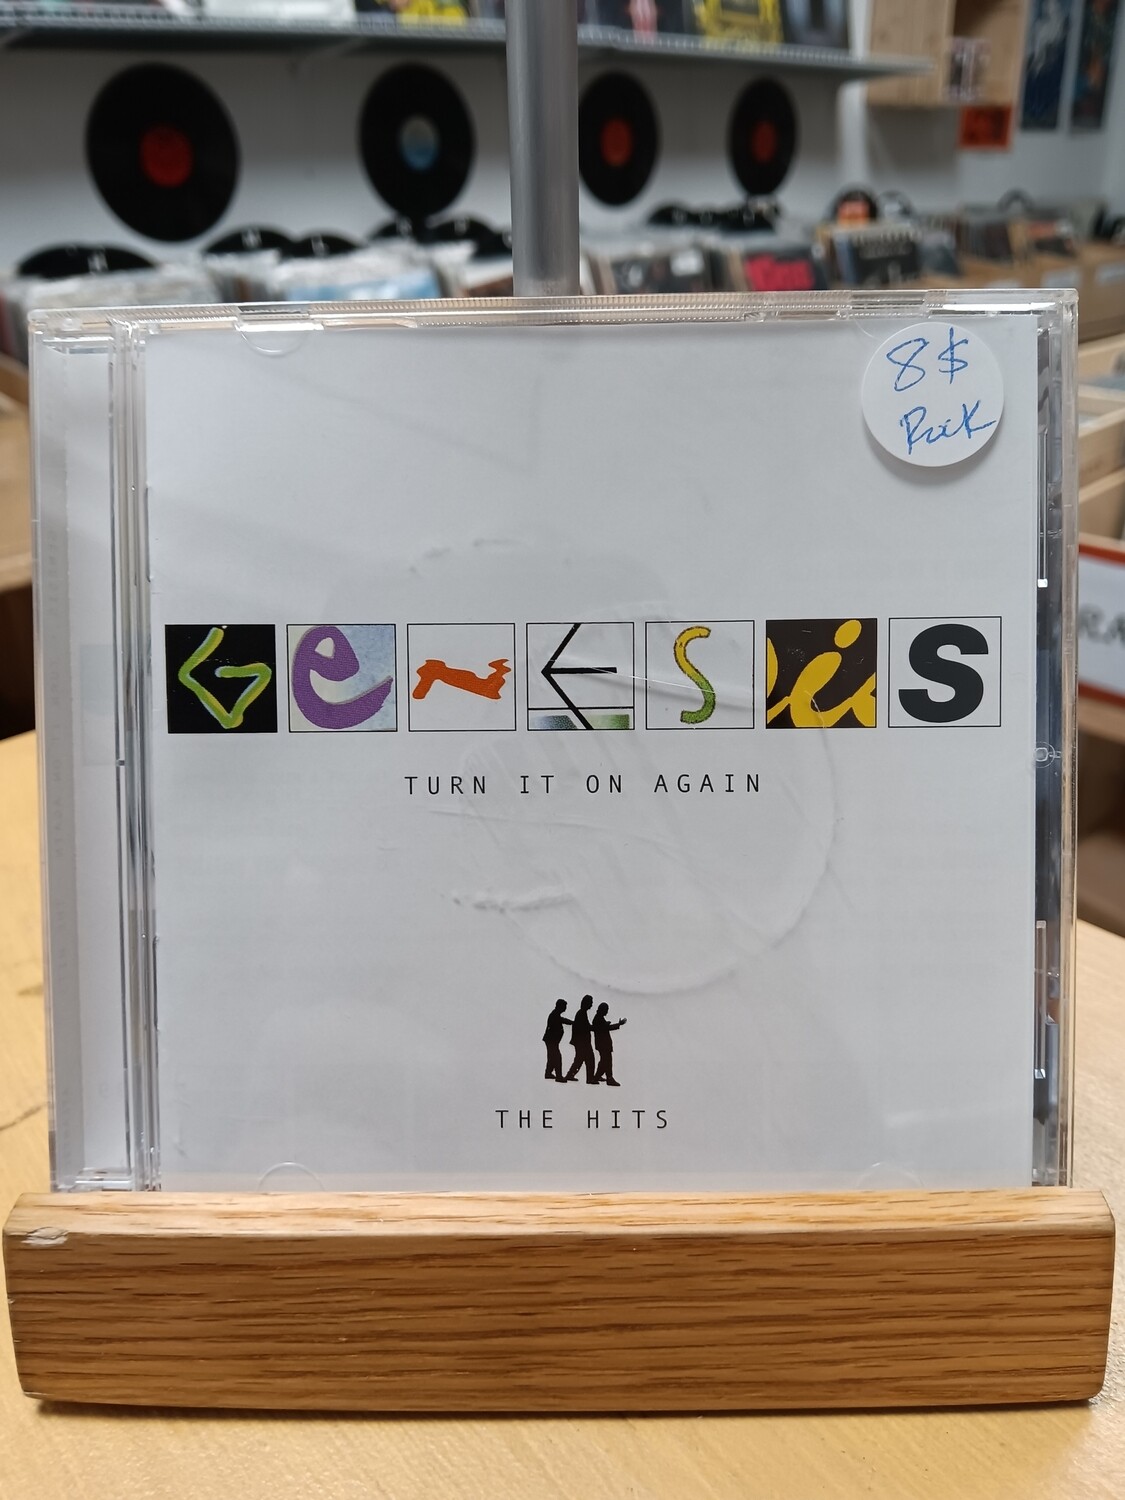 8$
Rock
Genesis
TURN IT ON AGAIN
THE HITS